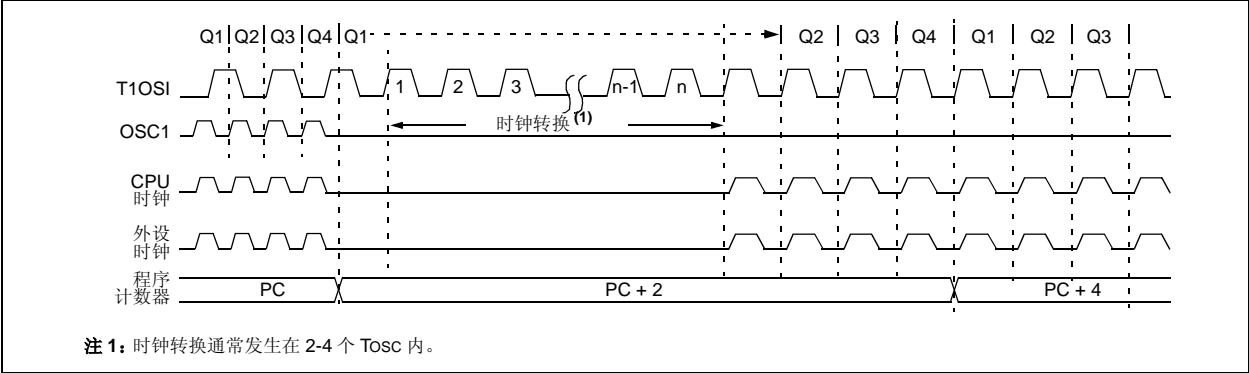 Q1 Q2 Q3 Q4 Q1 Q2 Q3 Q4 Q1 Q2 Q3
T1OSI 1 2 3 n-1 n
OSC1 时钟转换(1)
CPU
时钟
外设
时钟
程序
计数器 PC PC + 2 PC + 4
注 1: 时钟转换通常发生在 2-4 个 Tosc 内。